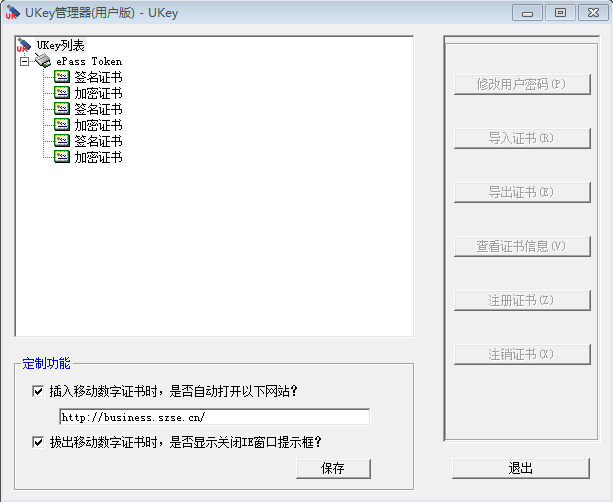 UKey管理器(用户版) - UKey
UKey列表
ePass Token
签名证书
加密证书
签名证书
加密证书
签名证书
加密证书
修改用户密码(P)
导入证书(R)
导出证书(E)
查看证书信息(V)
注册证书(Z)
注销证书(X)
定制功能
插入移动数字证书时，是否自动打开以下网站？
http://business.szse.cn/
拔出移动数字证书时，是否显示关闭IE窗口提示框？
保存
退出